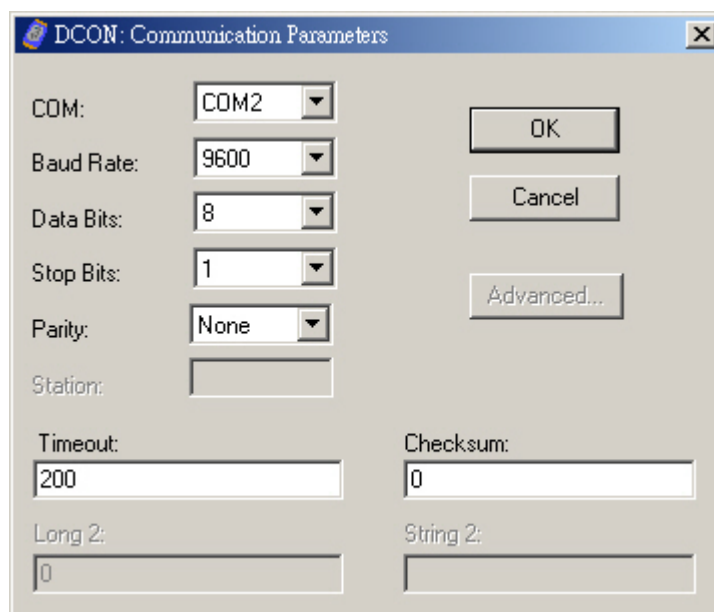 DCON: Communication Parameters
COM: COM2
OK
Baud Rate: 9600
Cancel
Data Bits: 8
Stop Bits: 1
Advanced...
Parity: None
Station:
Timeout: Checksum:
200 0
Long 2: String 2:
0